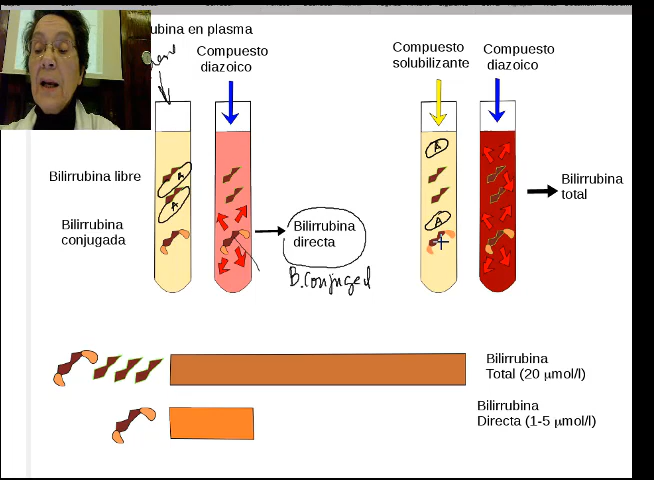 ubina en plasma
Compuesto
diazoico
Compuesto
solubilizante
Compuesto
diazoico
Bilirrubina libre
A
A
A
A
Bilirrubina
conjugada
Bilirrubina
directa
B. Conjuged
Bilirrubina
total
Bilirrubina
Total (20 μmol/l)
Bilirrubina
Directa (1-5 μmol/l)